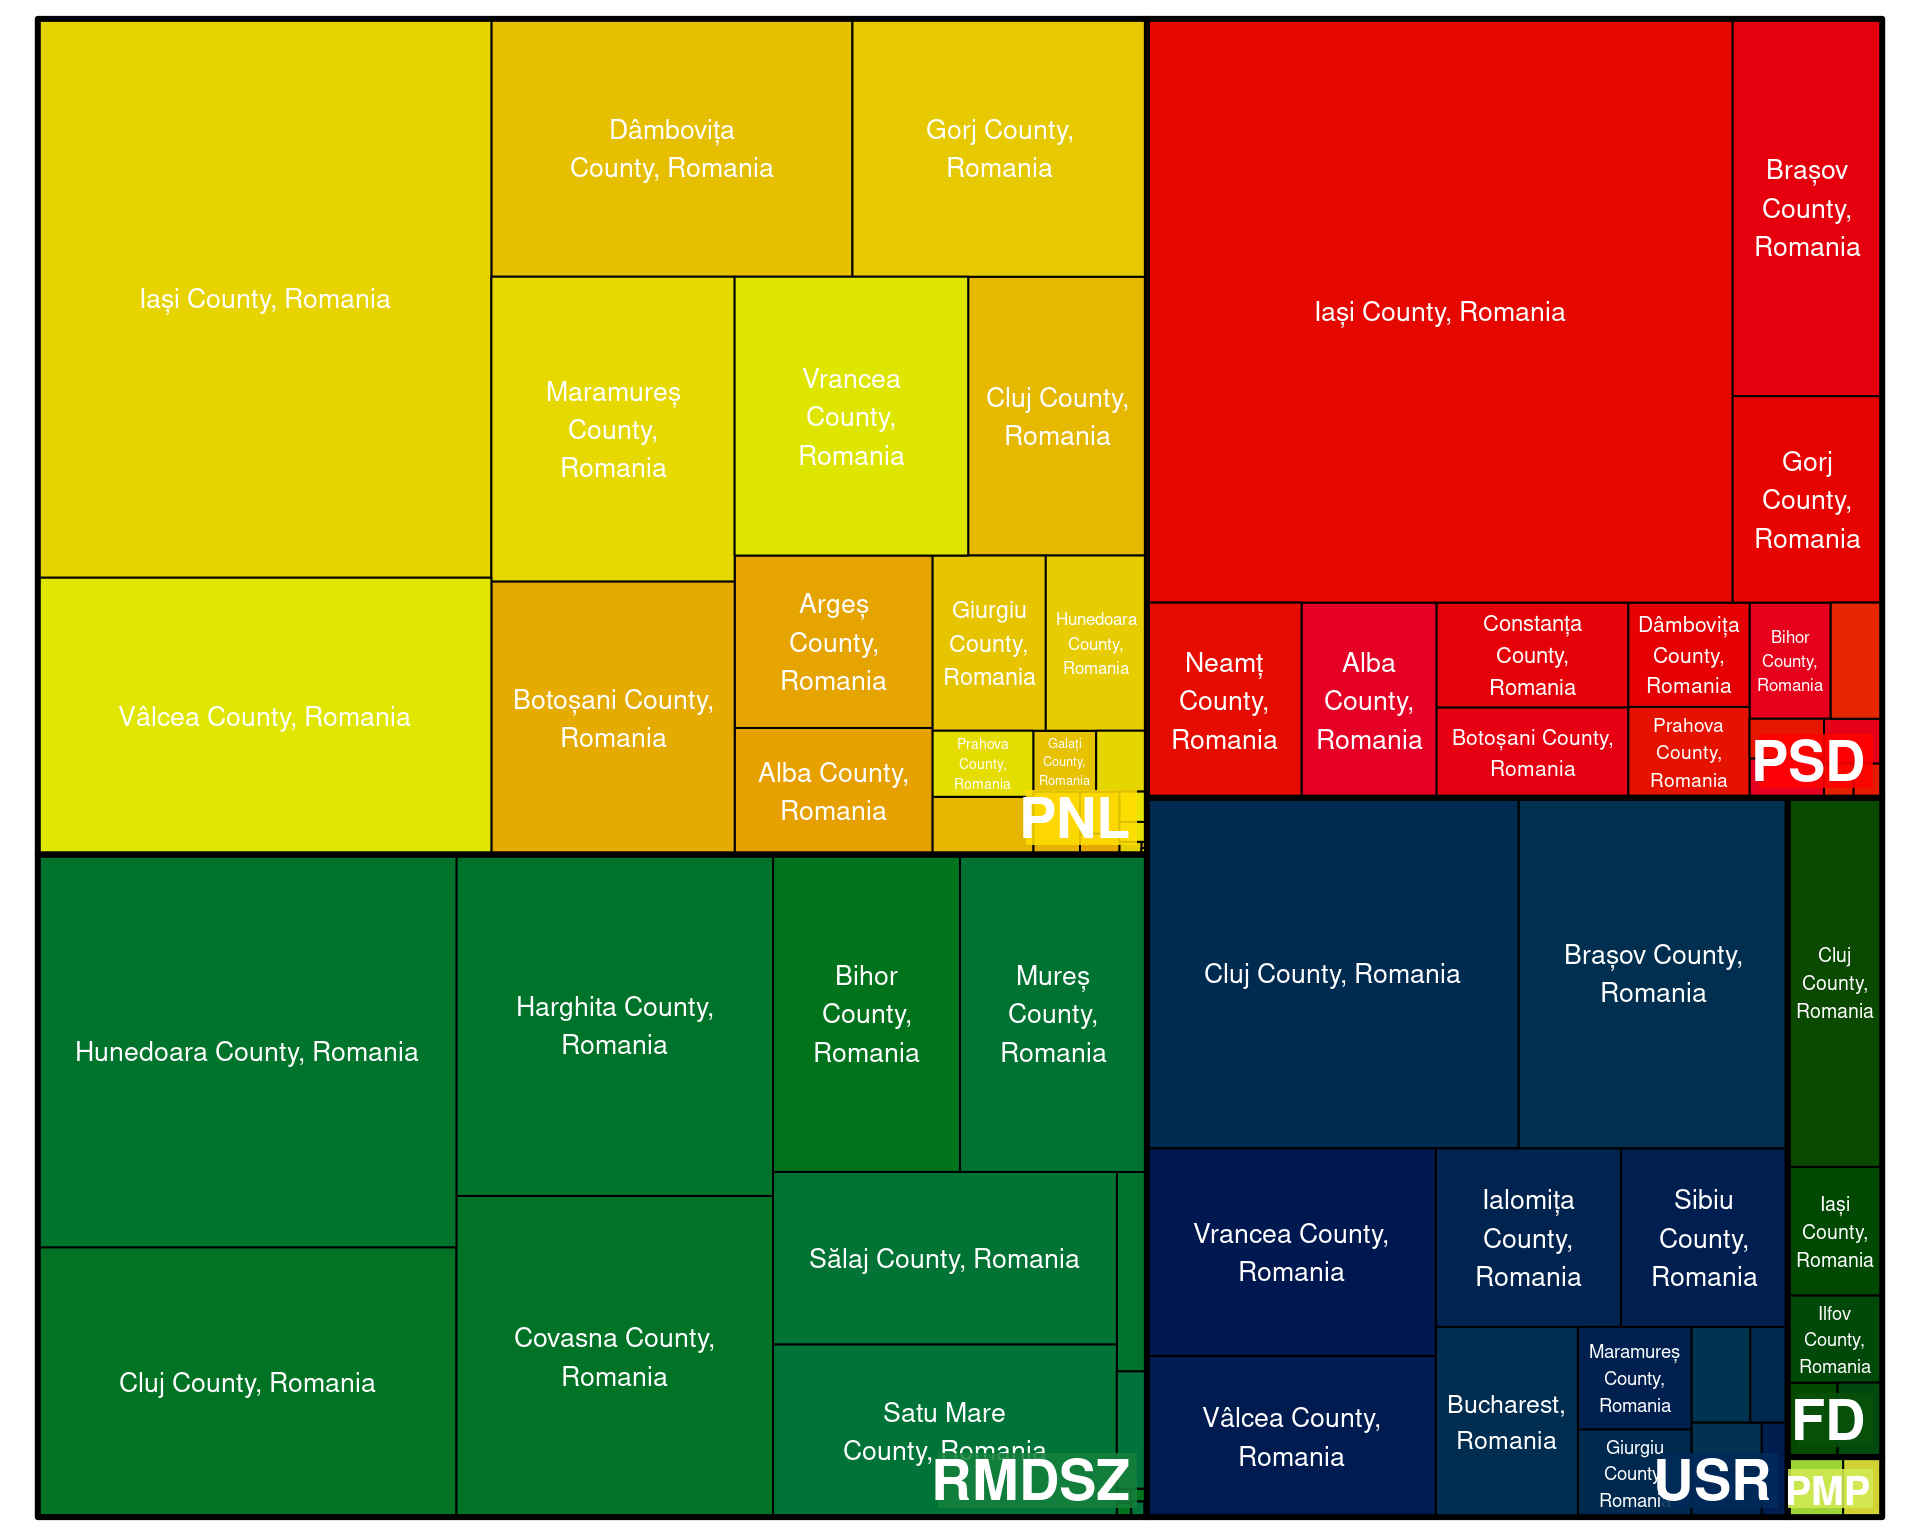 Iași County, Romania
Dâmbovița
County, Romania
Gorj County,
Romania
Maramureș
County,
Romania
Vrancea
County,
Romania
Cluj County,
Romania
Vâlcea County, Romania
Botoșani County,
Romania
Argeș
County,
Romania
Giurgiu
County,
Romania
Hunedoara
County,
Romania
Alba County,
Romania
Prahova
County,
Romania
Galați
County,
Romania
PNL
Iași County, Romania
Brașov
County,
Romania
Gorj
County,
Romania
Neamț
County,
Romania
Alba
County,
Romania
Constanța
County,
Romania
Botoșani County,
Romania
Dâmbovița
County,
Romania
Prahova
County,
Romania
Bihor
County,
Romania
PSD
Hunedoara County, Romania
Harghita County,
Romania
Bihor
County,
Romania
Mureș
County,
Romania
Cluj County, Romania
Covasna County,
Romania
Sălaj County, Romania
Satu Mare
County, Romania
RMDSZ
Cluj County, Romania
Brașov County,
Romania
Vrancea County,
Romania
Ialomița
County,
Romania
Sibiu
County,
Romania
Vâlcea County,
Romania
Bucharest,
Romania
Maramureș
County,
Romania
Giurgiu
County,
Romania
USR
Cluj
County,
Romania
Iași
County,
Romania
Ilfov
County,
Romania
FD
PMP